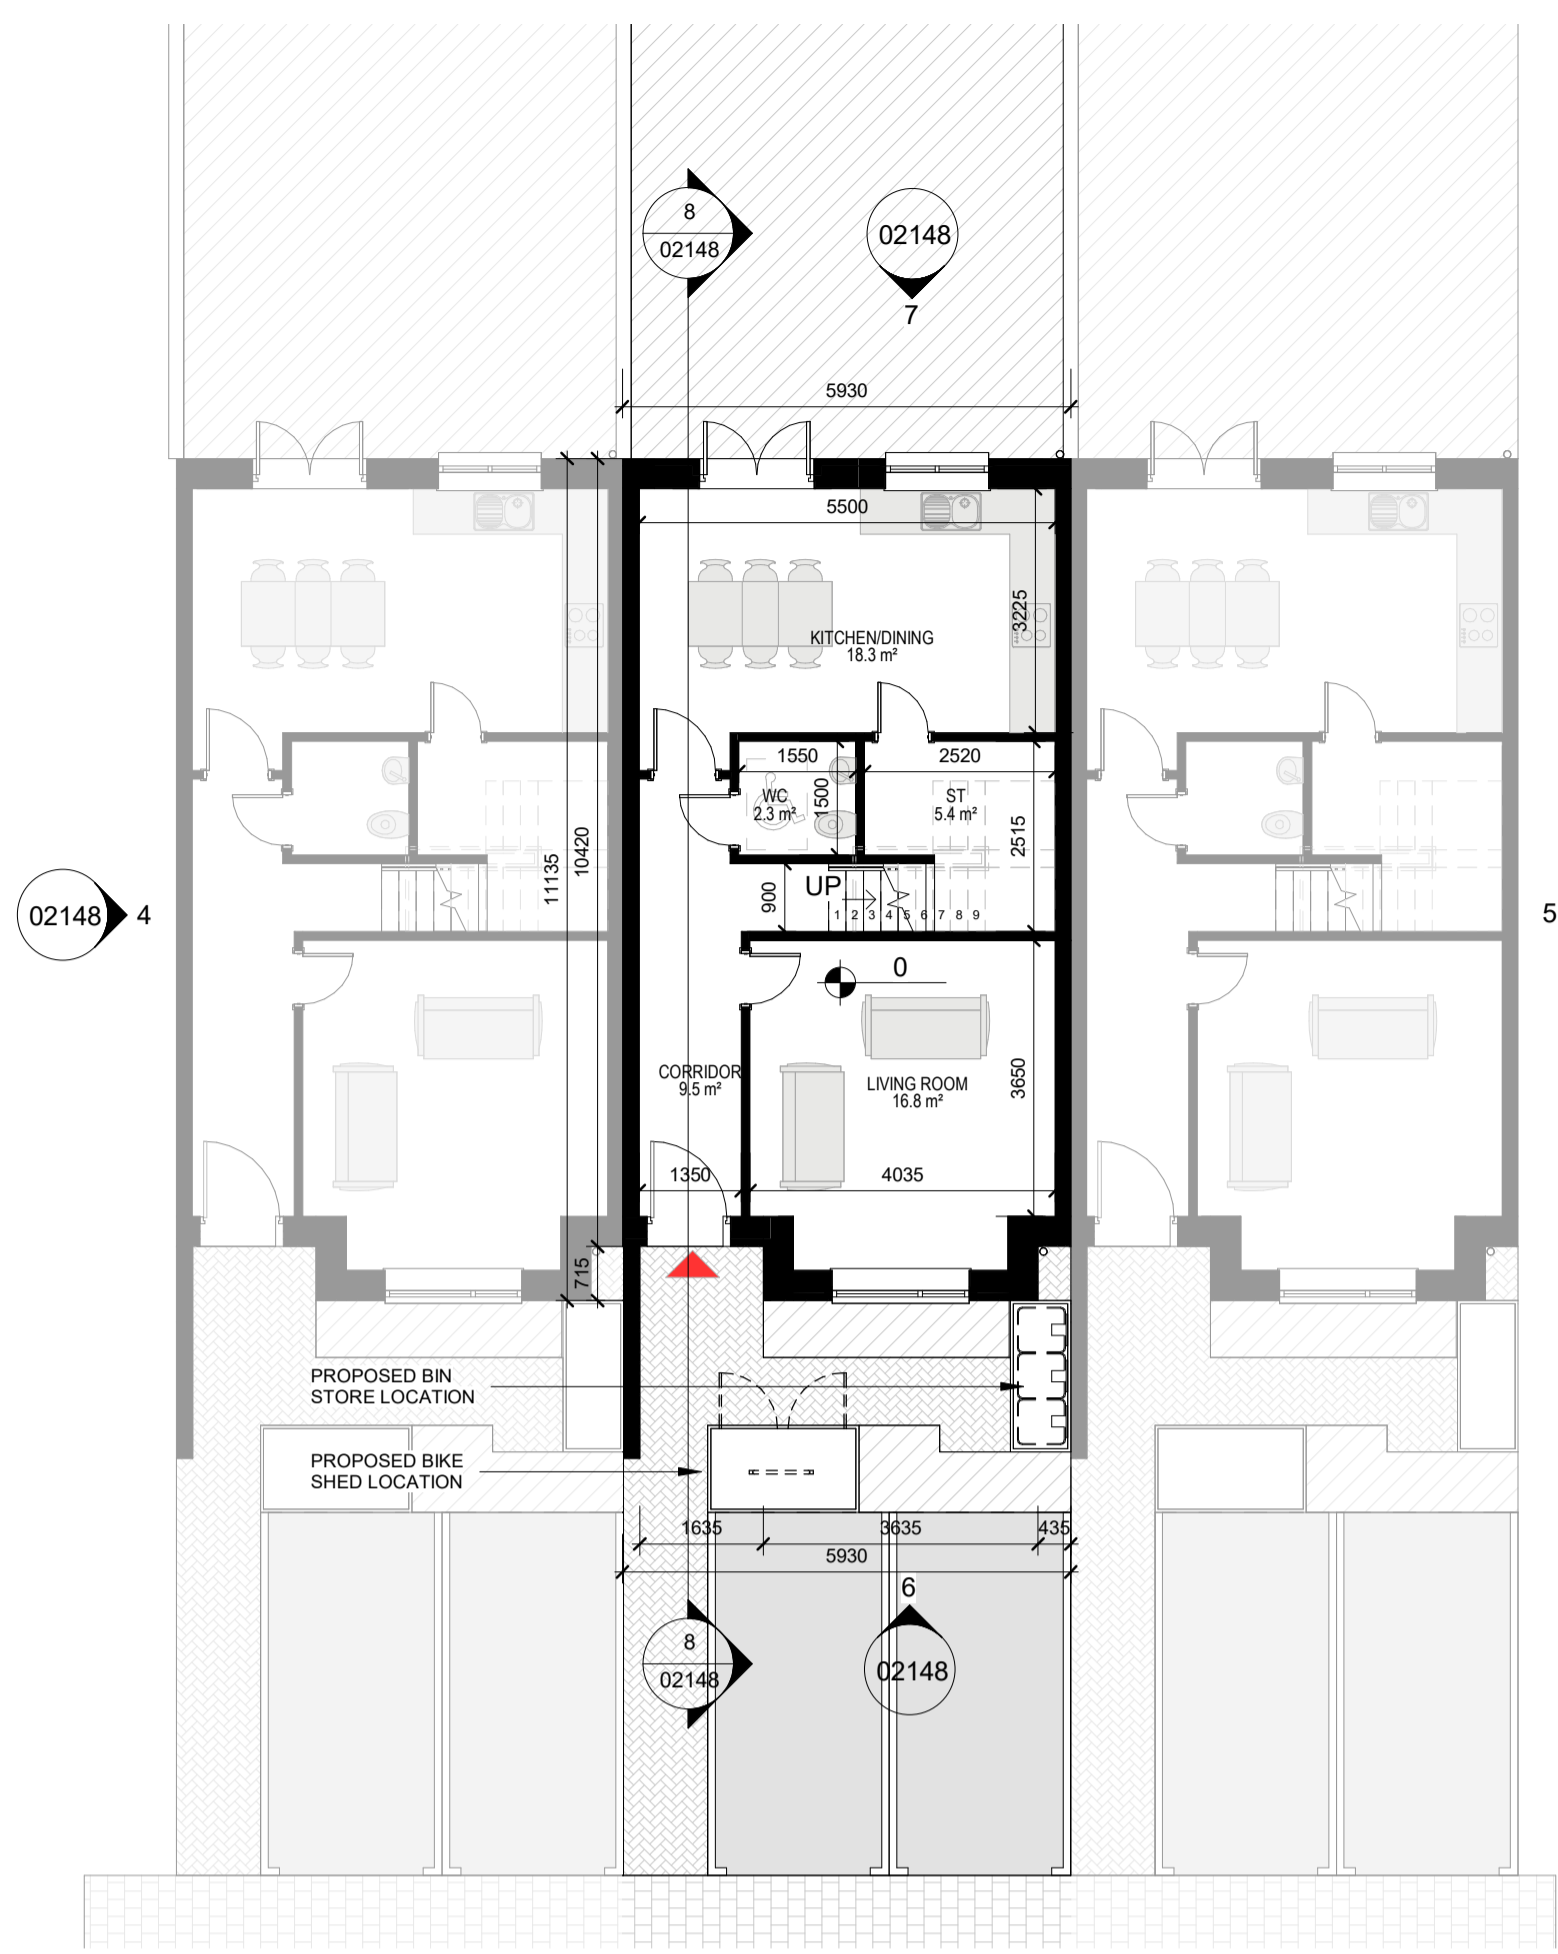 8
02148
02148
7
5930
5500
3225
KITCHEN/DINING
18.3 m²
1550
2520
WC
2.3 m²
1500
ST
5.4 m²
2515
11135
10420
900
UP
1 2 3 4 5 6 7 8 9
02148
4
5
0
CORRIDOR
9.5 m²
LIVING ROOM
16.8 m²
3650
1350
4035
715
PROPOSED BIN
STORE LOCATION
PROPOSED BIKE
SHED LOCATION
1635
3635
435
5930
6
8
02148
02148